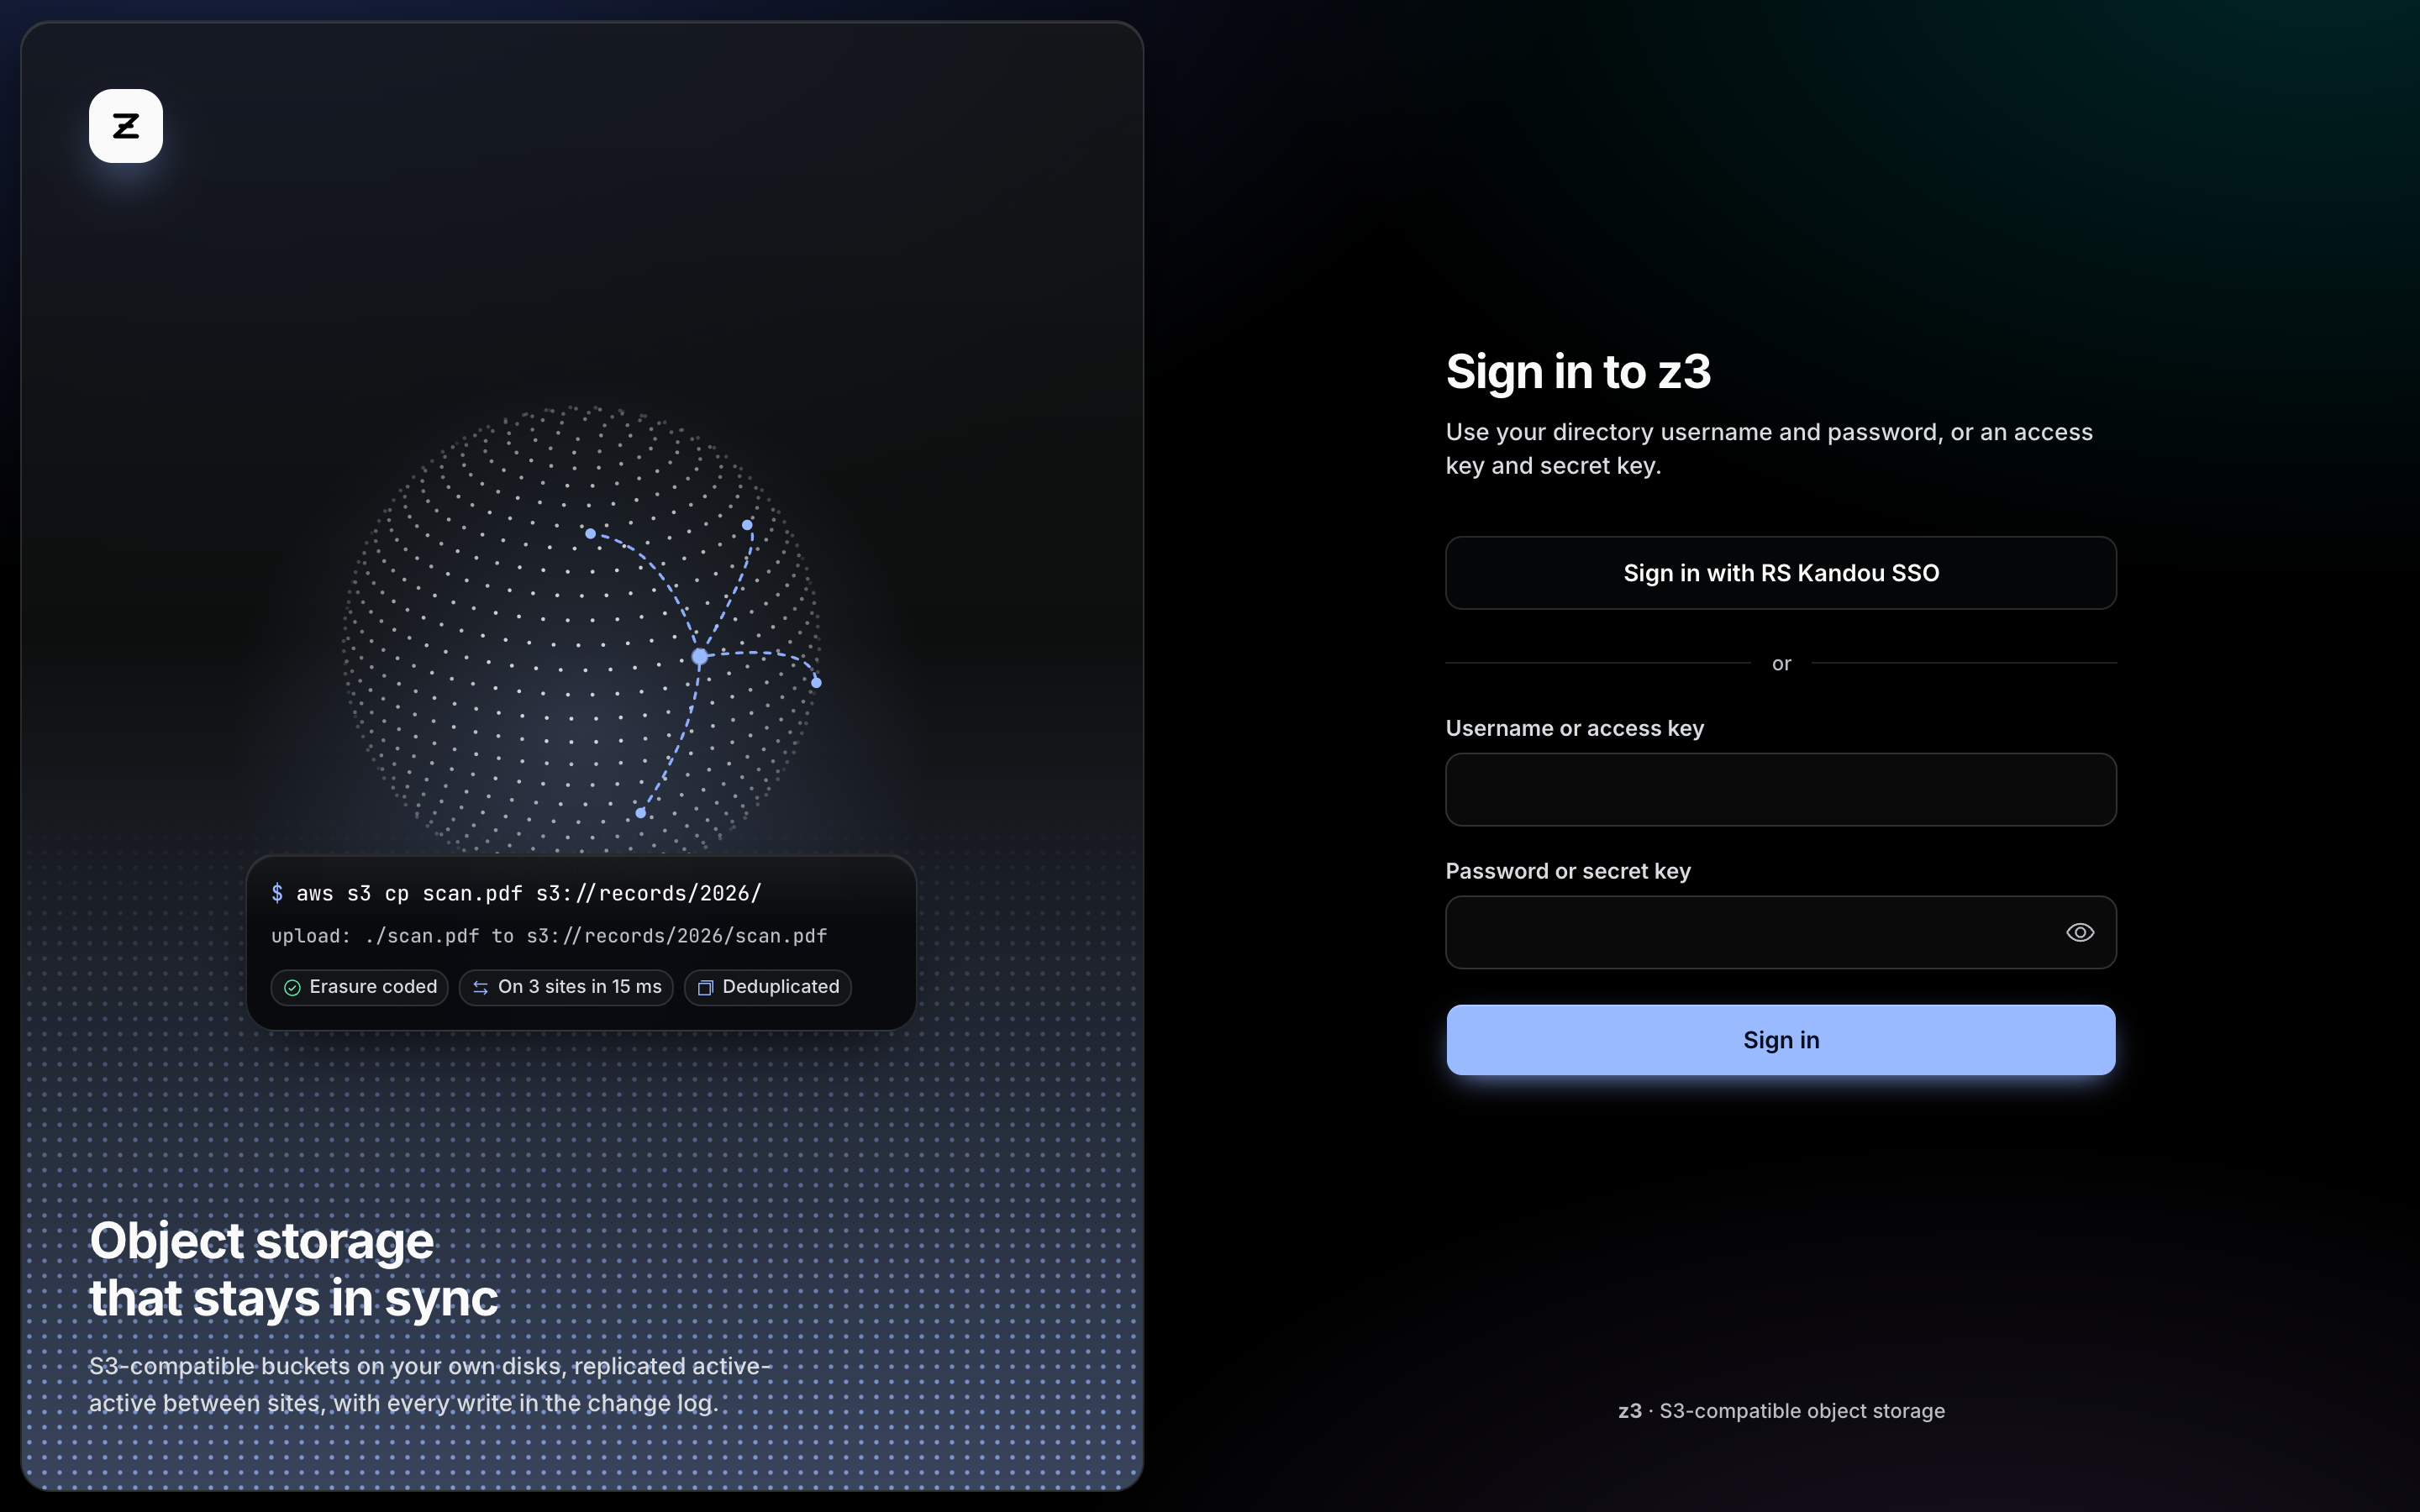 Z
$ aws s3 cp scan.pdf s3://records/2026/
upload: ./scan.pdf to s3://records/2026/scan.pdf
Erasure coded
On 3 sites in 15 ms
Deduplicated
Object storage
that stays in sync
S3-compatible buckets on your own disks, replicated active-
active between sites, with every write in the change log.
Sign in to z3
Use your directory username and password, or an access
key and secret key.
Sign in with RS Kandou SSO
or
Username or access key
Password or secret key
Sign in
z3 · S3-compatible object storage